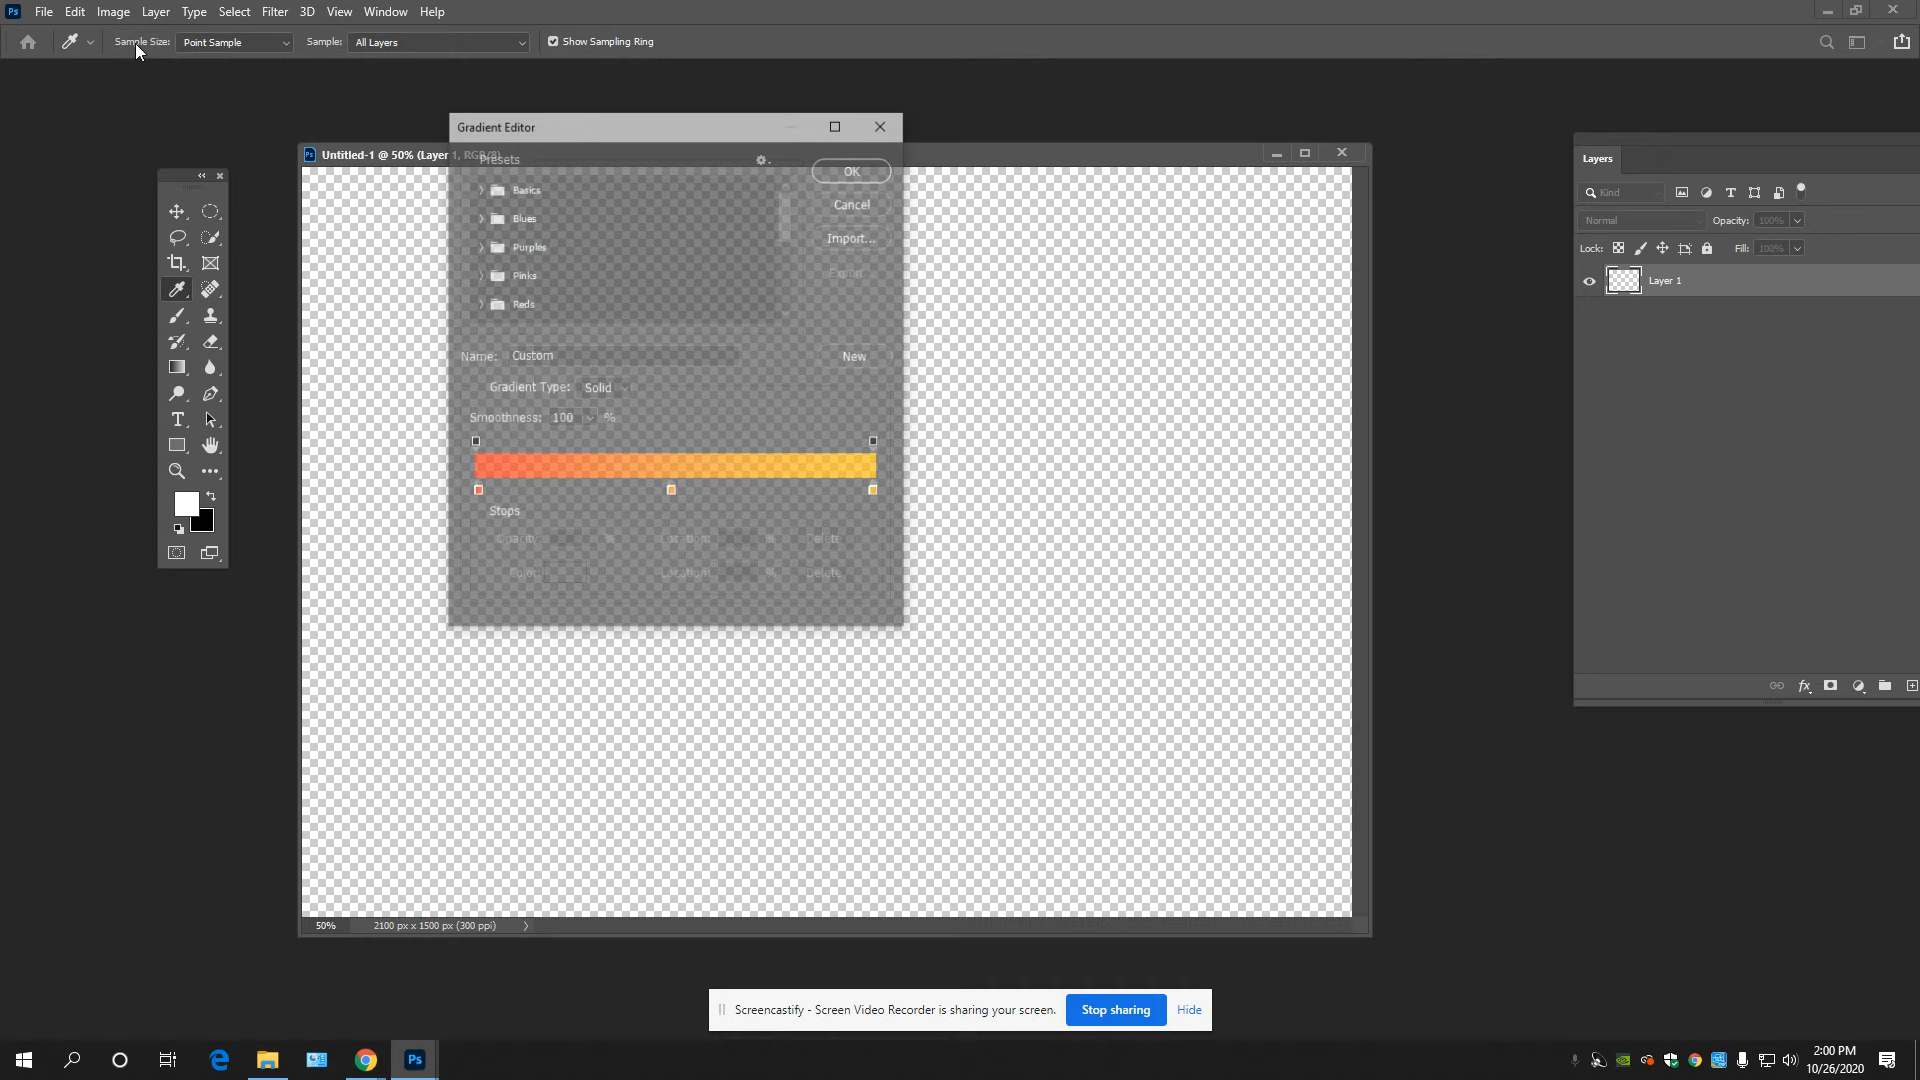 Ps File Edit Image Layer Type Select Filter 3D View Window Help
Sample Size: Point Sample Sample: All Layers Show Sampling Ring
Gradient Editor
Untitled-1 @ 50% (Layer 1, RGB/8)
Presets
OK
Basics
Cancel
Blues
Import...
Purples
Export...
Pinks
Reds
Name: Custom New
Gradient Type: Solid
Smoothness: 100 %
Stops
Opacity: Location: % Delete
Color: Location: % Delete
Layers
Kind
Normal Opacity: 100%
Lock: Fill: 100%
Layer 1
fx
50% 2100 px x 1500 px (300 ppi)
Screencastify - Screen Video Recorder is sharing your screen. Stop sharing Hide
Ps
2:00 PM
10/26/2020